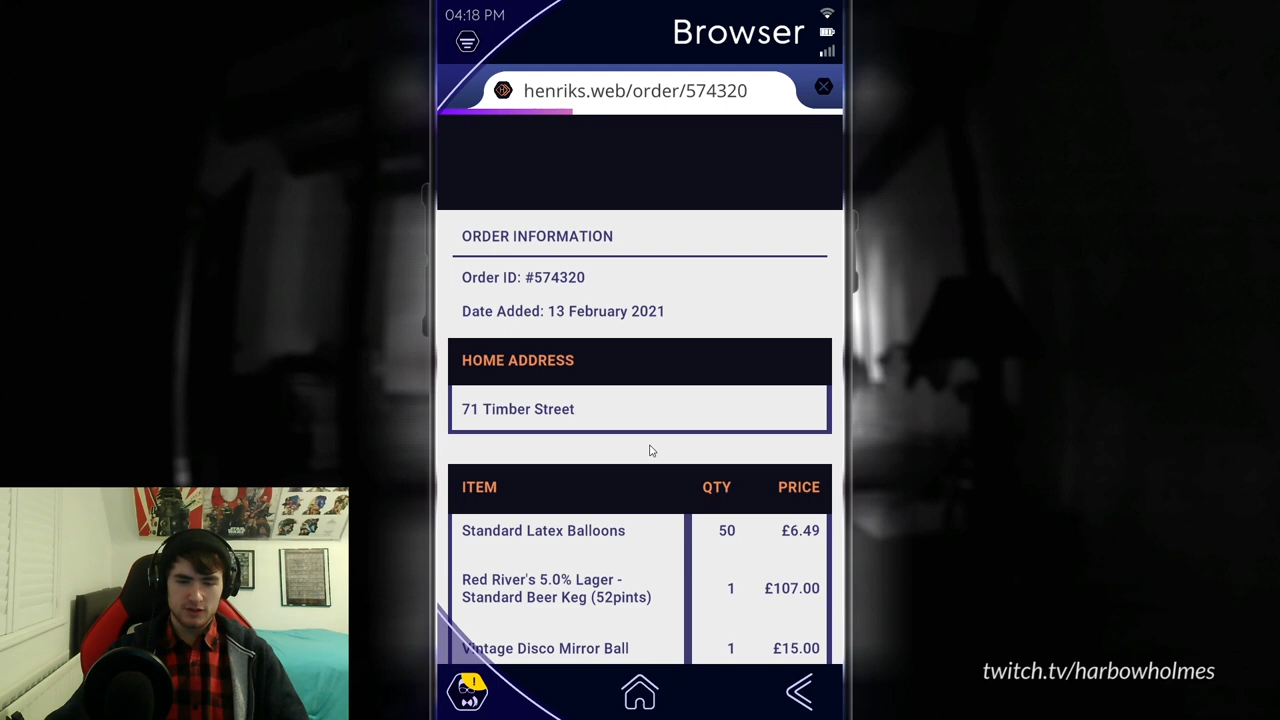 04:18 PM
Browser
henriks.web/order/574320
ORDER INFORMATION
Order ID: #574320
Date Added: 13 February 2021
HOME ADDRESS
71 Timber Street
ITEM QTY PRICE
Standard Latex Balloons 50 £6.49
Red River's 5.0% Lager -
Standard Beer Keg (52pints) 1 £107.00
Vintage Disco Mirror Ball 1 £15.00
twitch.tv/harbowholmes